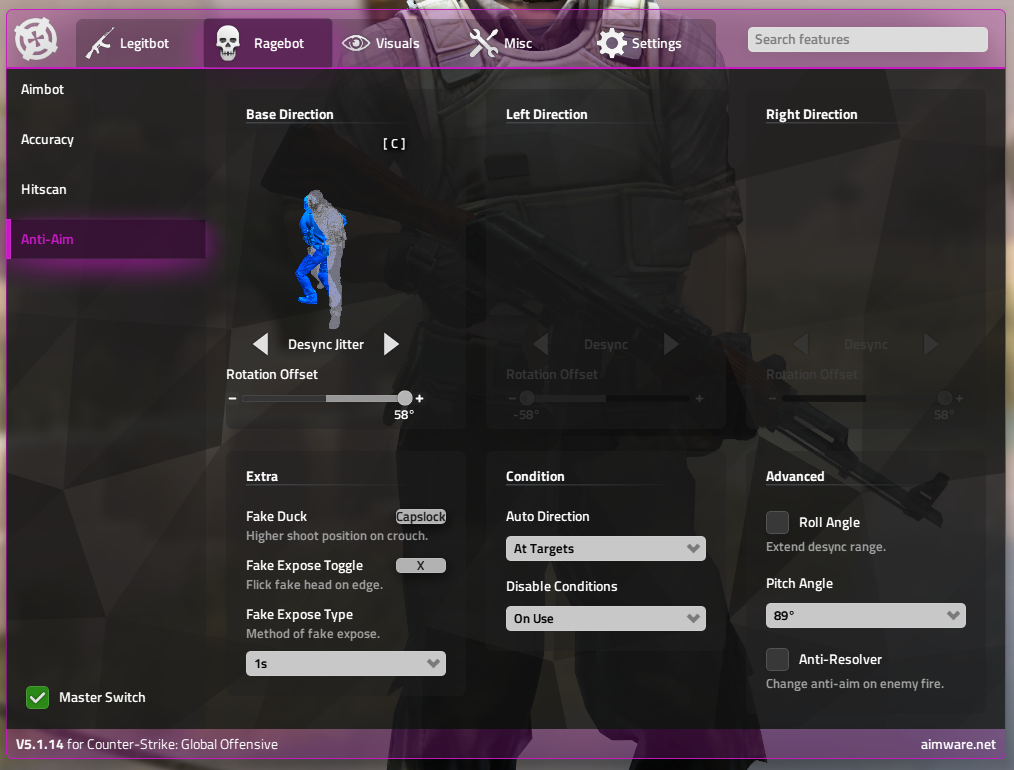 Legitbot
Ragebot
Visuals
Misc
Settings
Search features
Aimbot
Accuracy
Hitscan
Anti-Aim
Master Switch
Base Direction
[ C ]
Desync Jitter
Rotation Offset
58°
Left Direction
Desync
Rotation Offset
-58°
Right Direction
Desync
Rotation Offset
58°
Extra
Fake Duck
Capslock
Higher shoot position on crouch.
Fake Expose Toggle
X
Flick fake head on edge.
Fake Expose Type
Method of fake expose.
1s
Condition
Auto Direction
At Targets
Disable Conditions
On Use
Advanced
Roll Angle
Extend desync range.
Pitch Angle
89°
Anti-Resolver
Change anti-aim on enemy fire.
V5.1.14 for Counter-Strike: Global Offensive
aimware.net